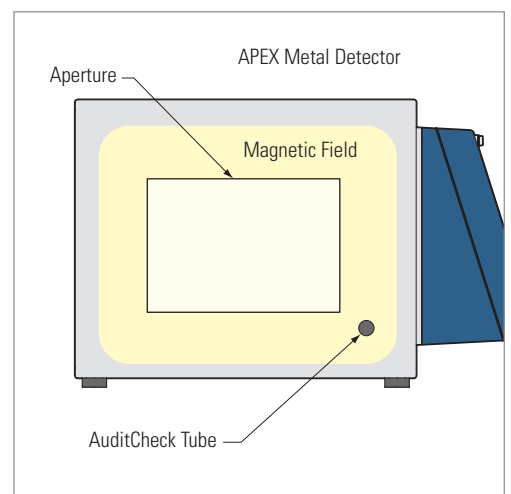 APEX Metal Detector
Aperture
Magnetic Field
AuditCheck Tube